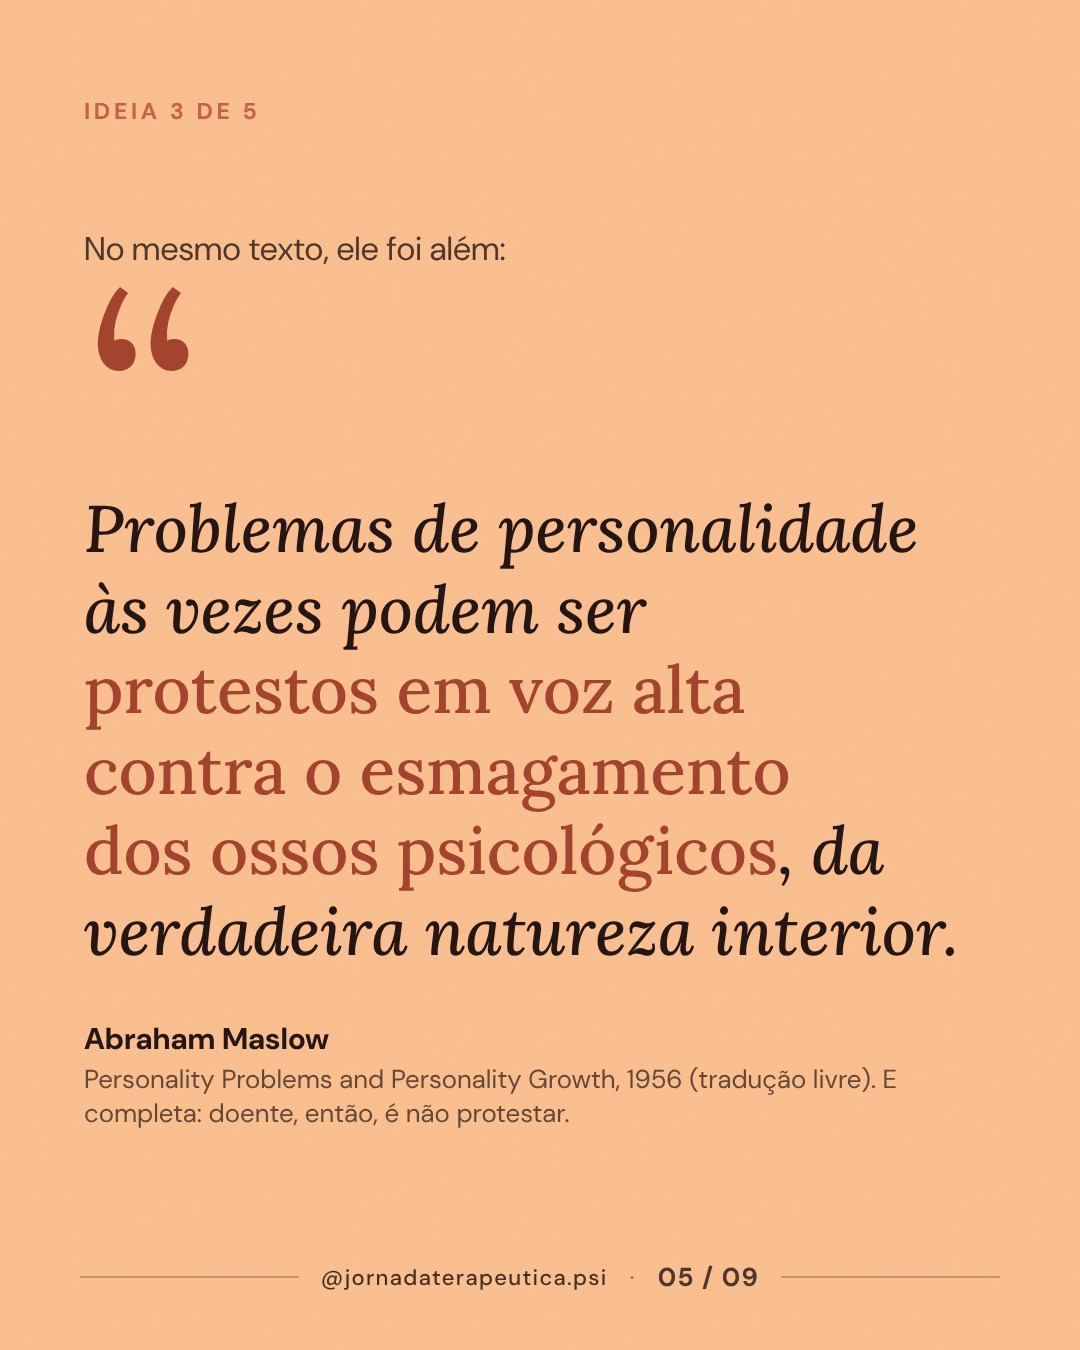 IDEIA 3 DE 5
No mesmo texto, ele foi além:
“
Problemas de personalidade
às vezes podem ser
protestos em voz alta
contra o esmagamento
dos ossos psicológicos, da
verdadeira natureza interior.
Abraham Maslow
Personality Problems and Personality Growth, 1956 (tradução livre). E
completa: doente, então, é não protestar.
@jornadaterapeutica.psi · 05 / 09